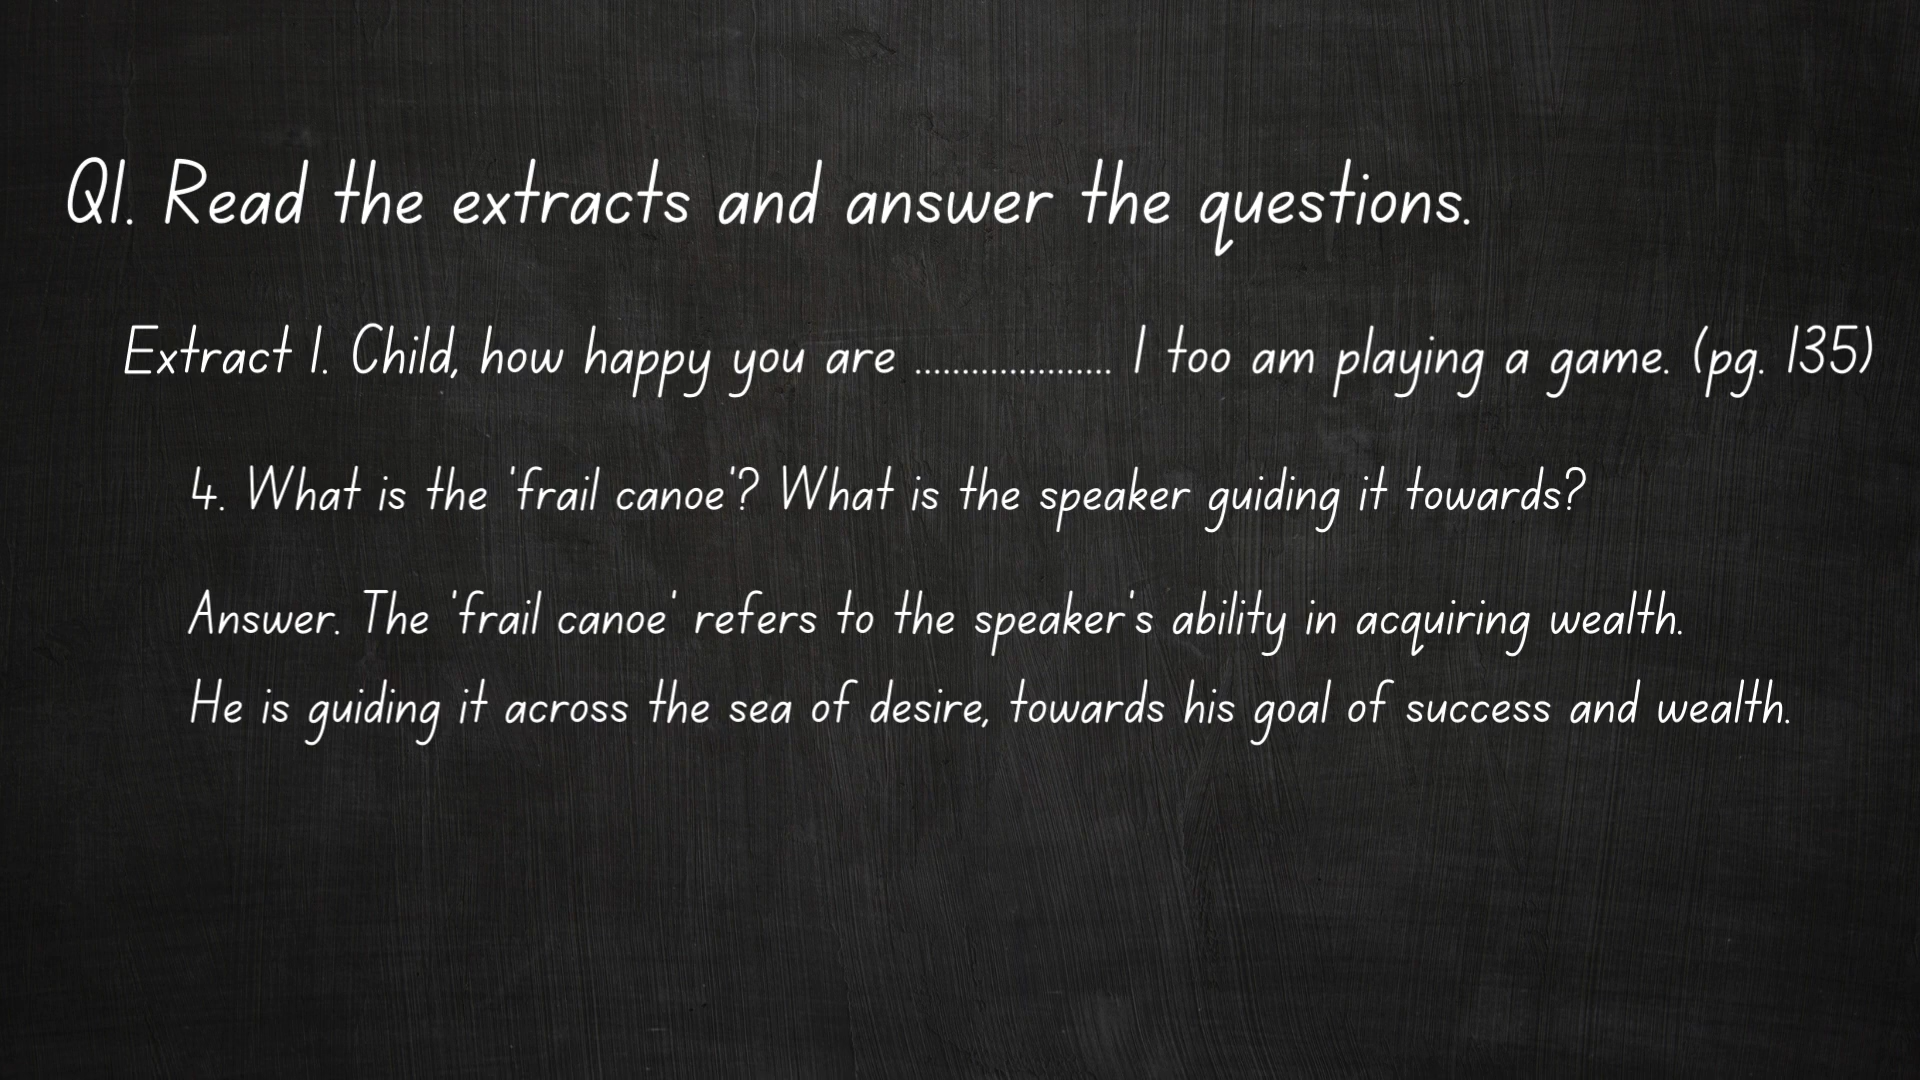 Q1. Read the extracts and answer the questions.
Extract 1. Child, how happy you are ..................... I too am playing a game. (pg. 135)
4. What is the 'frail canoe'? What is the speaker guiding it towards?
Answer. The 'frail canoe' refers to the speaker's ability in acquiring wealth.
He is guiding it across the sea of desire, towards his goal of success and wealth.